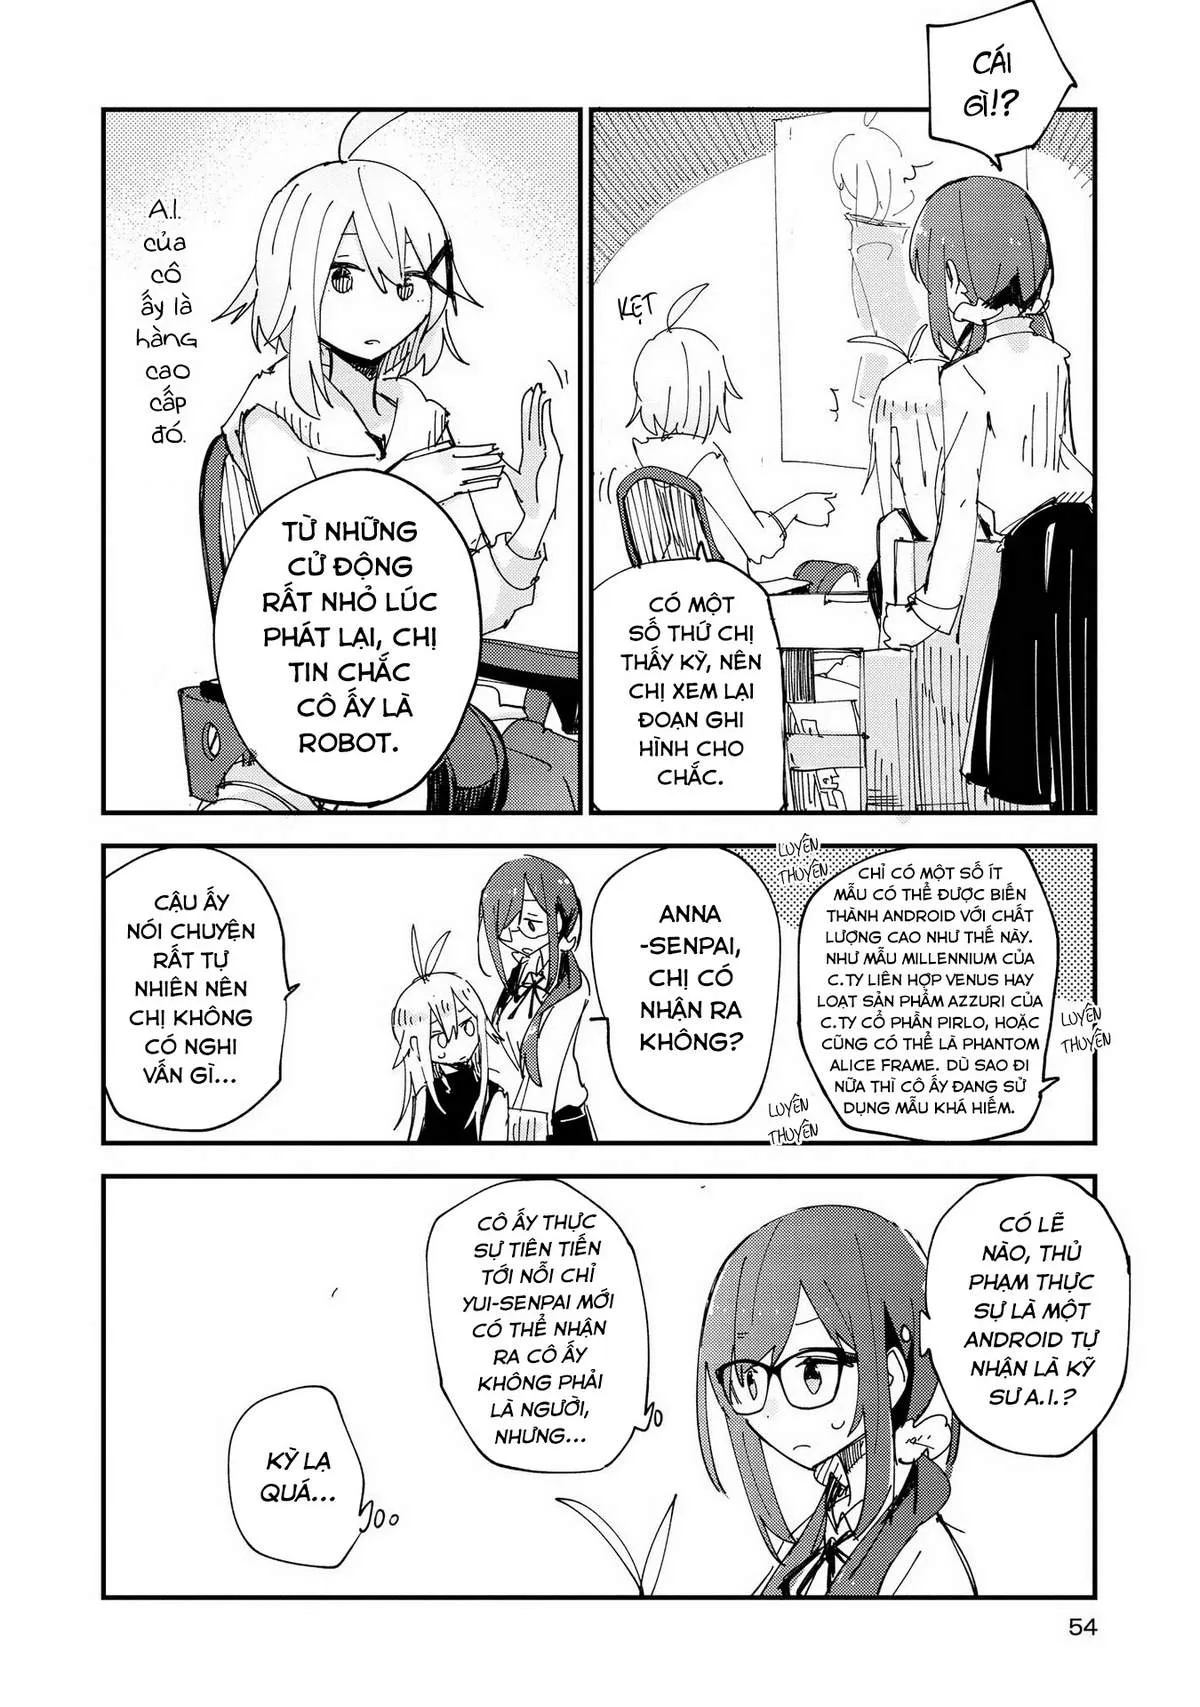 CÁI
GÌ!?
KẸT
CÓ MỘT
SỐ THỨ CHỊ
THẤY KỲ, NÊN
CHỊ XEM LẠI
ĐOẠN GHI
HÌNH CHO
CHẮC.
A.I.
của
cô
ấy là
hàng
cao
cấp
đó.
TỪ NHỮNG
CỬ ĐỘNG
RẤT NHỎ LÚC
PHÁT LẠI, CHỊ
TIN CHẮC
CÔ ẤY LÀ
ROBOT.
LUYÊN
THUYÊN
CHỈ CÓ MỘT SỐ ÍT
MẪU CÓ THỂ ĐƯỢC BIẾN
THÀNH ANDROID VỚI CHẤT
LƯỢNG CAO NHƯ THẾ NÀY.
NHƯ MẪU MILLENNIUM CỦA
C.TY LIÊN HỢP VENUS HAY
LOẠT SẢN PHẨM AZZURI CỦA
C.TY CỔ PHẦN PIRLO, HOẶC
CŨNG CÓ THỂ LÀ PHANTOM
ALICE FRAME. DÙ SAO ĐI
NỮA THÌ CÔ ẤY ĐANG SỬ
DỤNG MẪU KHÁ HIẾM.
LUYÊN
THUYÊN
LUYÊN
THUYÊN
ANNA
-SENPAI,
CHỊ CÓ
NHẬN RA
KHÔNG?
CẬU ẤY
NÓI CHUYỆN
RẤT TỰ
NHIÊN NÊN
CHỊ KHÔNG
CÓ NGHI
VẤN GÌ...
CÓ LẼ
NÀO, THỦ
PHẠM THỰC
SỰ LÀ MỘT
ANDROID TỰ
NHẬN LÀ KỸ
SƯ A.I.?
CÔ ẤY THỰC
SỰ TIÊN TIẾN
TỚI NỖI CHỈ
YUI-SENPAI MỚI
CÓ THỂ NHẬN
RA CÔ ẤY
KHÔNG PHẢI
LÀ NGƯỜI,
NHƯNG...
KỲ LẠ
QUÁ...
54